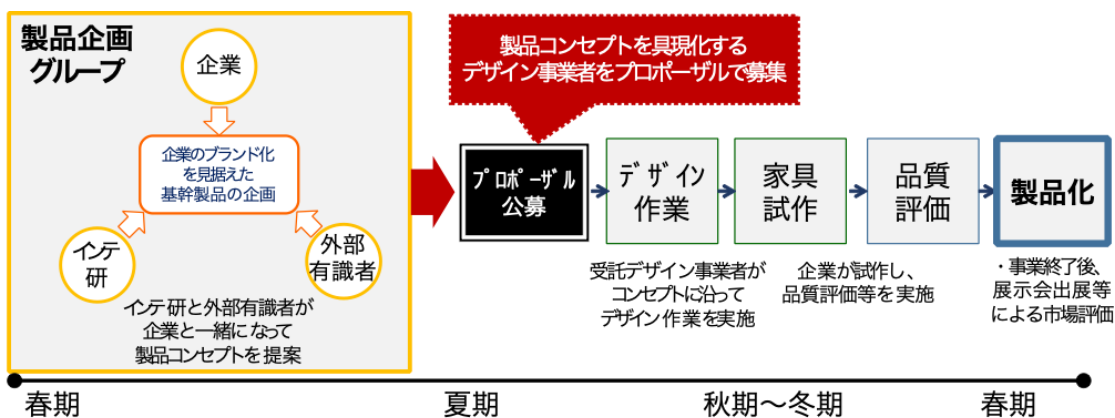 製品企画
グループ
企業
企業のブランド化
を見据えた
基幹製品の企画
インテ
研
外部
有識者
インテ研と外部有識者が
企業と一緒になって
製品コンセプトを提案
製品コンセプトを具現化する
デザイン事業者をプロポーザルで募集
ﾌﾟﾛﾎﾟｰｻﾞﾙ
公募
デザイン
作業
家具
試作
品質
評価
製品化
受託デザイン事業者が
コンセプトに沿って
デザイン作業を実施
企業が試作し、
品質評価等を実施
・事業終了後、
展示会出展等
による市場評価
春期
夏期
秋期～冬期
春期